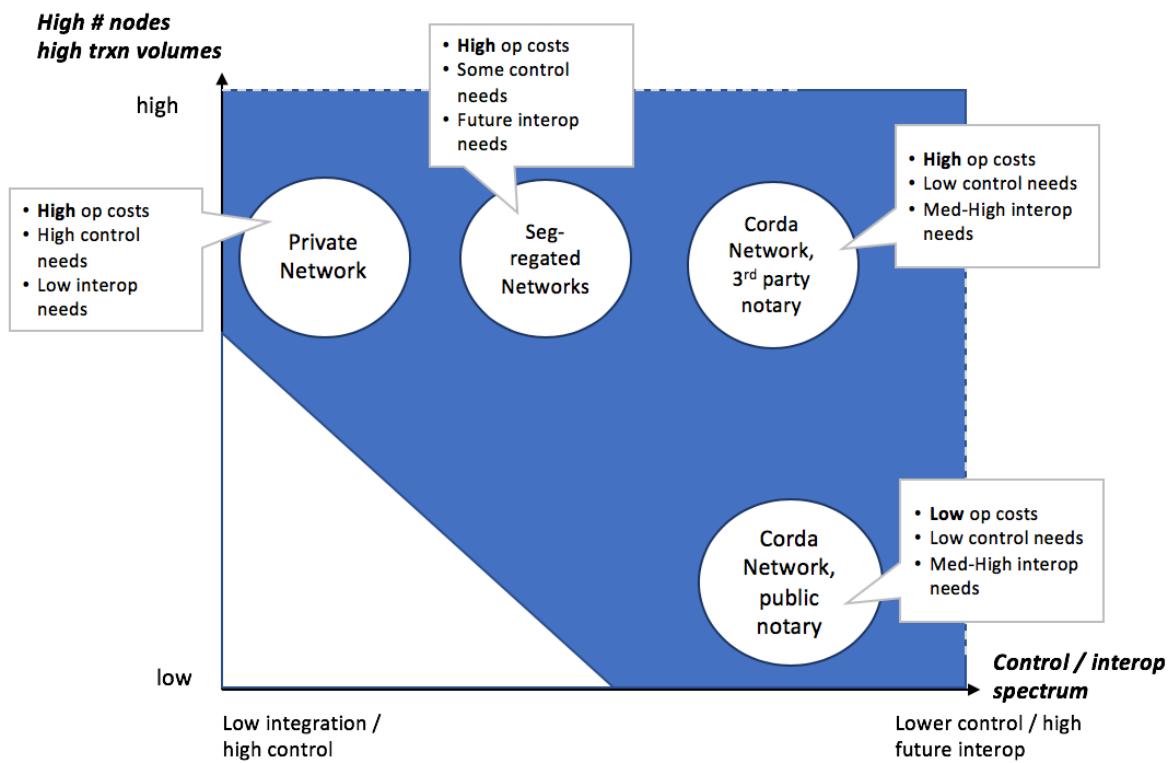 High # nodes
high trxn volumes
high
• High op costs
• Some control
needs
• Future interop
needs
• High op costs
• Low control needs
• Med-High interop
needs
• High op costs
• High control
needs
• Low interop
needs
Private
Network
Seg-
regated
Networks
Corda
Network,
3rd party
notary
• Low op costs
• Low control needs
• Med-High interop
needs
Corda
Network,
public
notary
low
Control / interop
spectrum
Low integration /
high control
Lower control / high
future interop